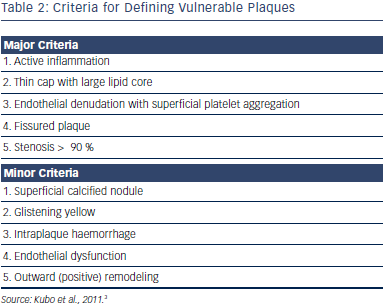 Table 2: Criteria for Defining Vulnerable Plaques
Major Criteria
1. Active inflammation
2. Thin cap with large lipid core
3. Endothelial denudation with superficial platelet aggregation
4. Fissured plaque
5. Stenosis > 90 %
Minor Criteria
1. Superficial calcified nodule
2. Glistening yellow
3. Intraplaque haemorrhage
4. Endothelial dysfunction
5. Outward (positive) remodeling
Source: Kubo et al., 2011.³